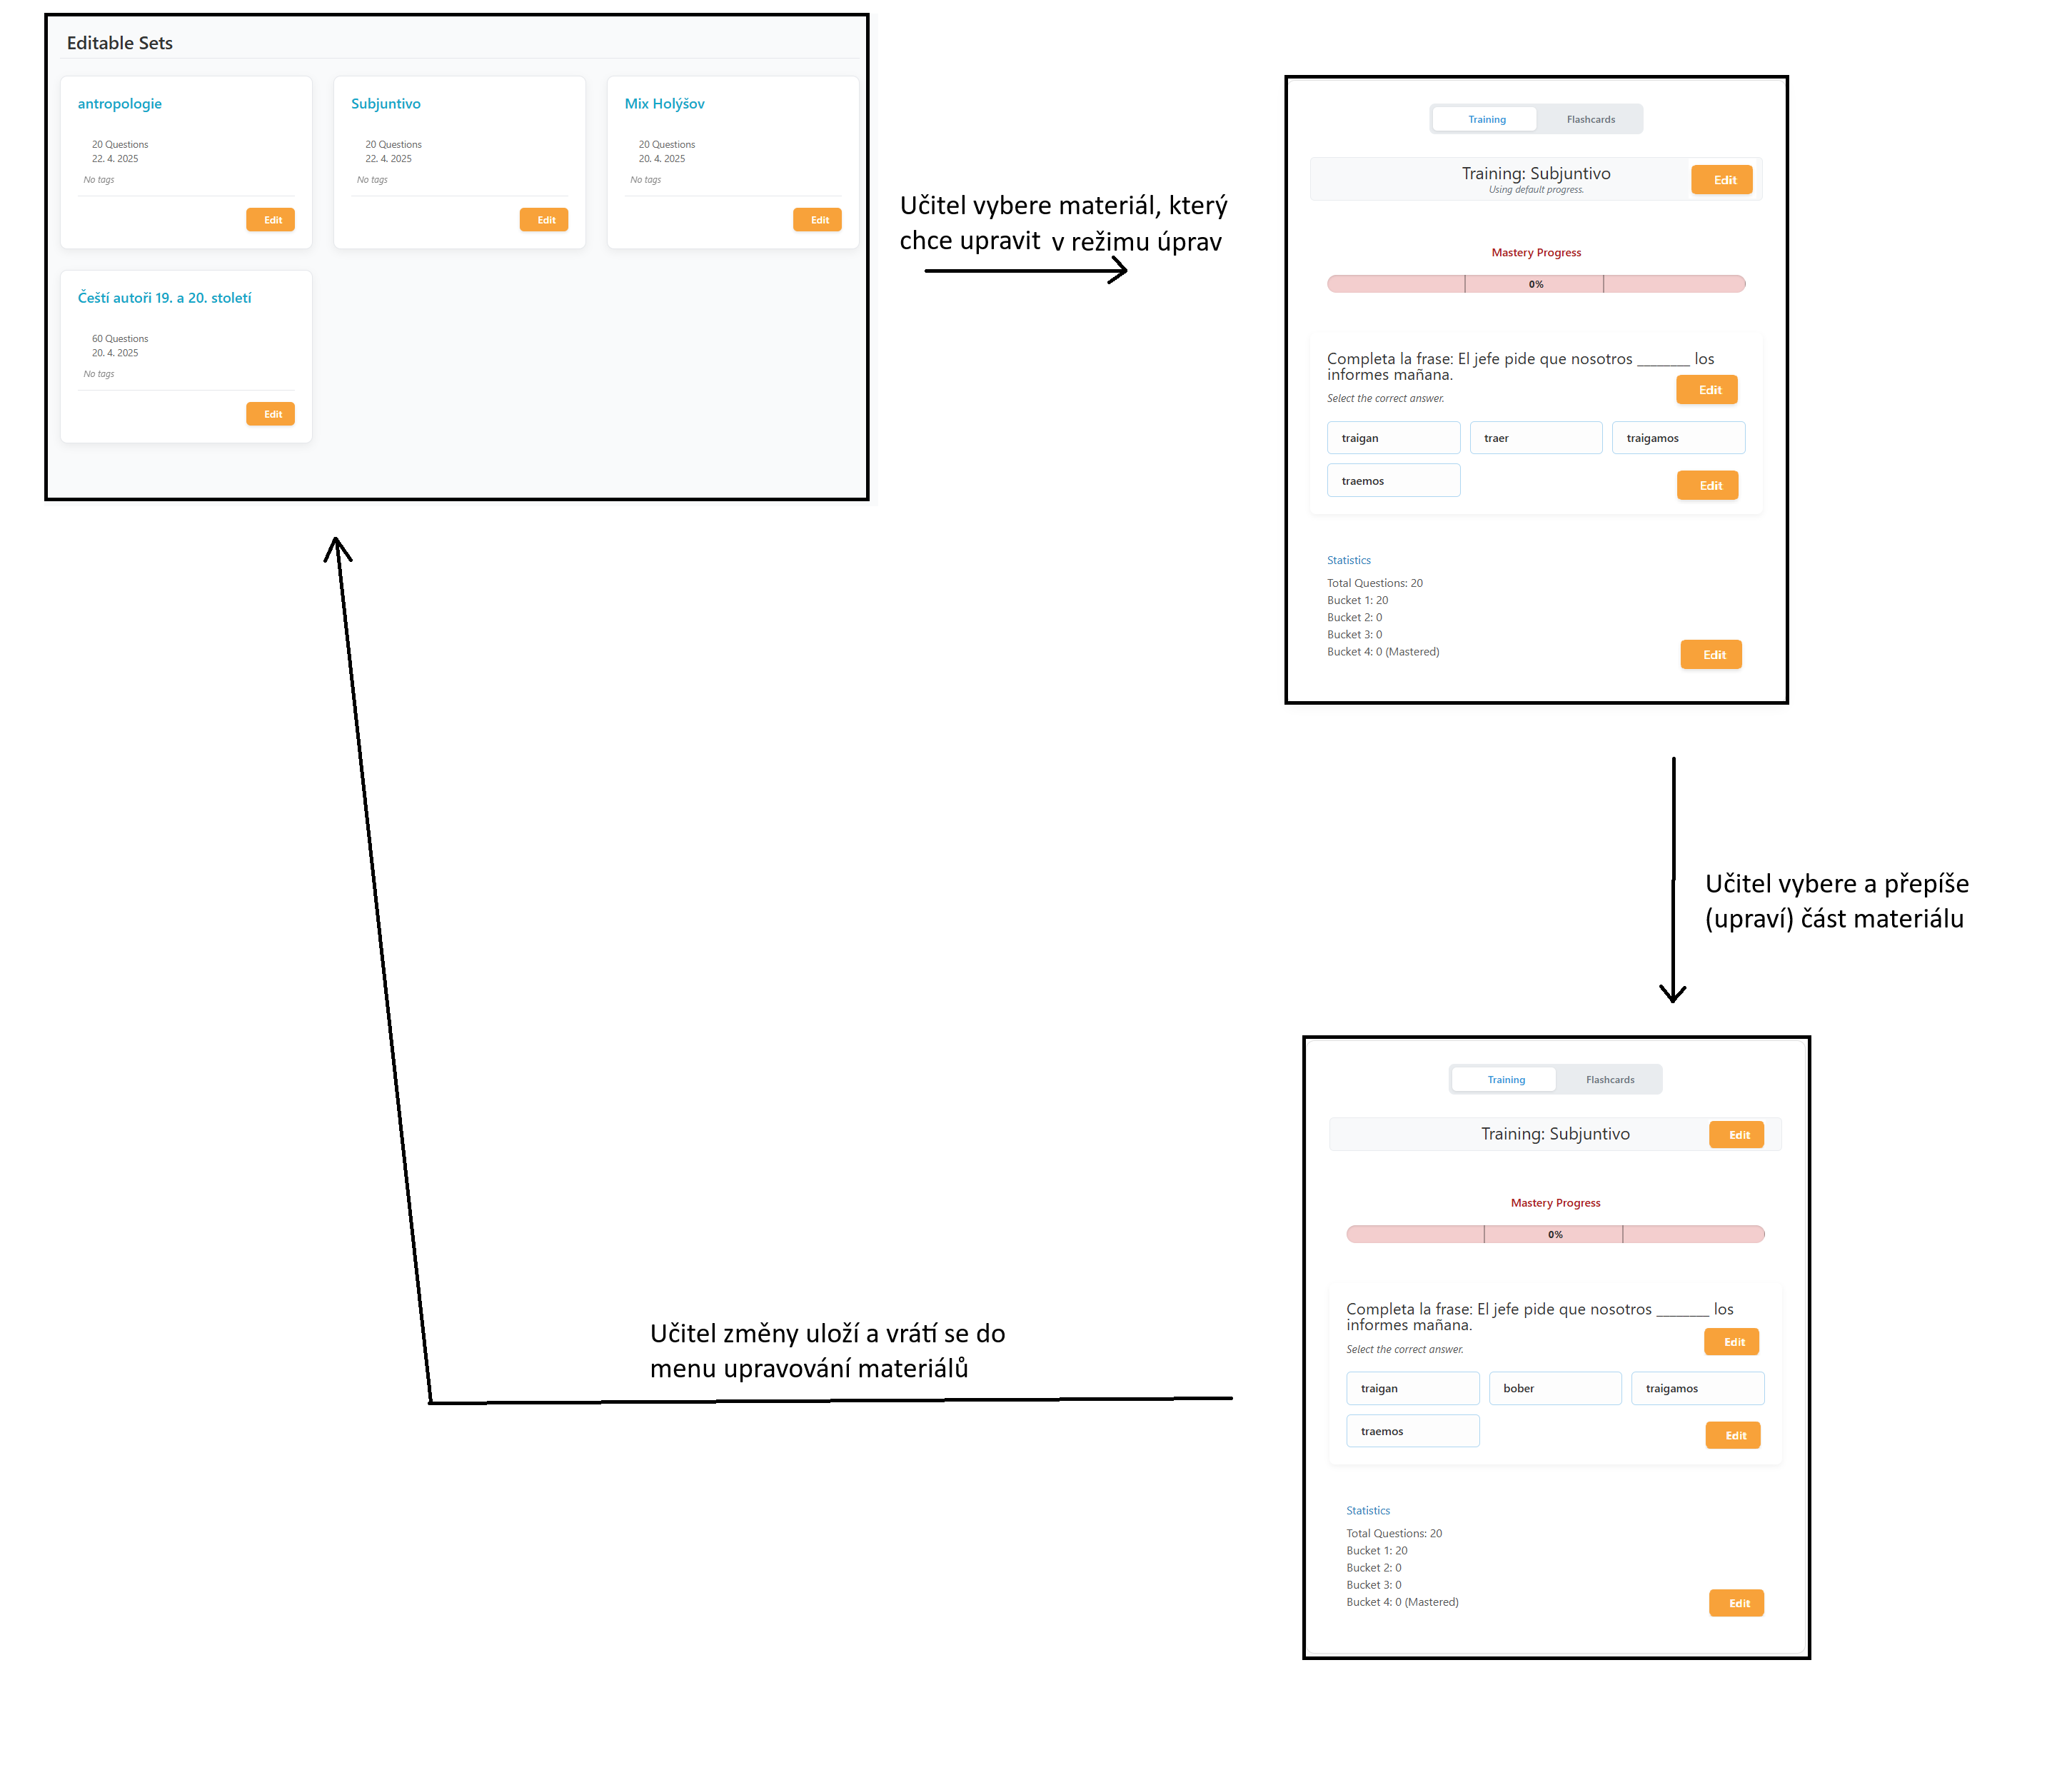 Editable Sets
antropologie
20 Questions
22. 4. 2025
No tags
Edit
Subjuntivo
20 Questions
22. 4. 2025
No tags
Edit
Mix Holýšov
20 Questions
20. 4. 2025
No tags
Edit
Čeští autoři 19. a 20. století
60 Questions
20. 4. 2025
No tags
Edit
Učitel vybere materiál, který
chce upravit v režimu úprav
Training Flashcards
Training: Subjuntivo
Using default progress.
Edit
Mastery Progress
0%
Completa la frase: El jefe pide que nosotros _______ los
informes mañana.
Edit
Select the correct answer.
traigan traer traigamos
traemos
Edit
Statistics
Total Questions: 20
Bucket 1: 20
Bucket 2: 0
Bucket 3: 0
Bucket 4: 0 (Mastered)
Edit
Učitel vybere a přepíše
(upraví) část materiálu
Training Flashcards
Training: Subjuntivo
Edit
Mastery Progress
0%
Completa la frase: El jefe pide que nosotros _______ los
informes mañana.
Edit
Select the correct answer.
traigan bober traigamos
traemos
Edit
Statistics
Total Questions: 20
Bucket 1: 20
Bucket 2: 0
Bucket 3: 0
Bucket 4: 0 (Mastered)
Edit
Učitel změny uloží a vrátí se do
menu upravování materiálů